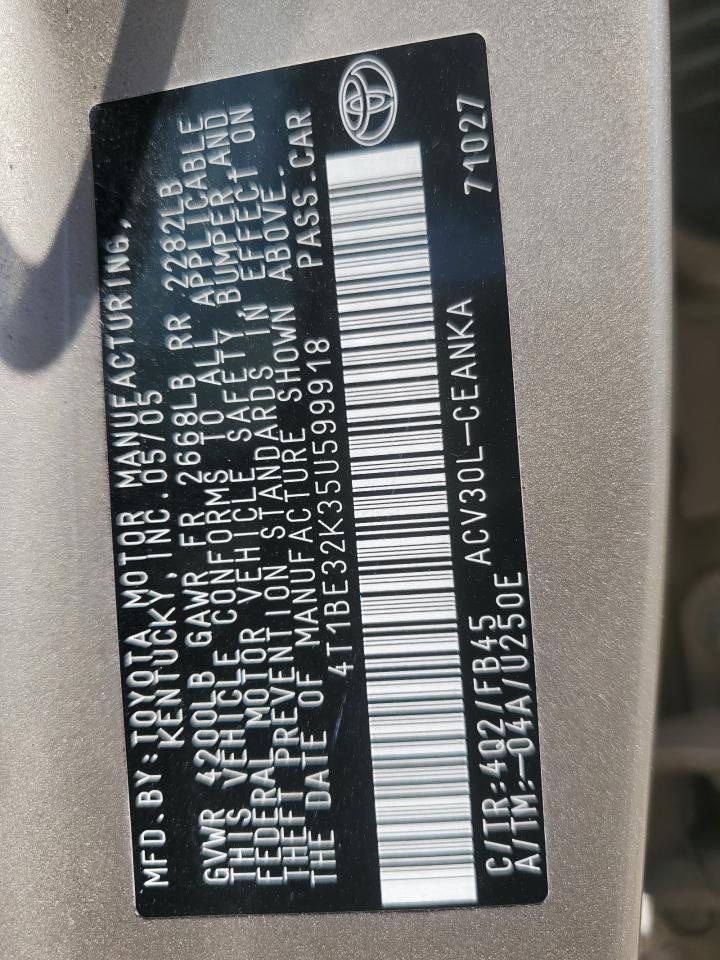 MFD.BY:TOYOTA MOTOR MANUFACTURING,
KENTUCKY, INC.05/05
GVWR 4200LB GAWR FR 2668LB RR 2282LB
THIS VEHICLE CONFORMS TO ALL APPLICABLE
FEDERAL MOTOR VEHICLE SAFETY, BUMPER AND
THEFT PREVENTION STANDARDS IN EFFECT ON
THE DATE OF MANUFACTURE SHOWN ABOVE.
4T1BE32K35U599918 PASS.CAR
C/TR:4Q2/FB45 ACV30L-CEANKA 71027
A/TM:-04A/U250E